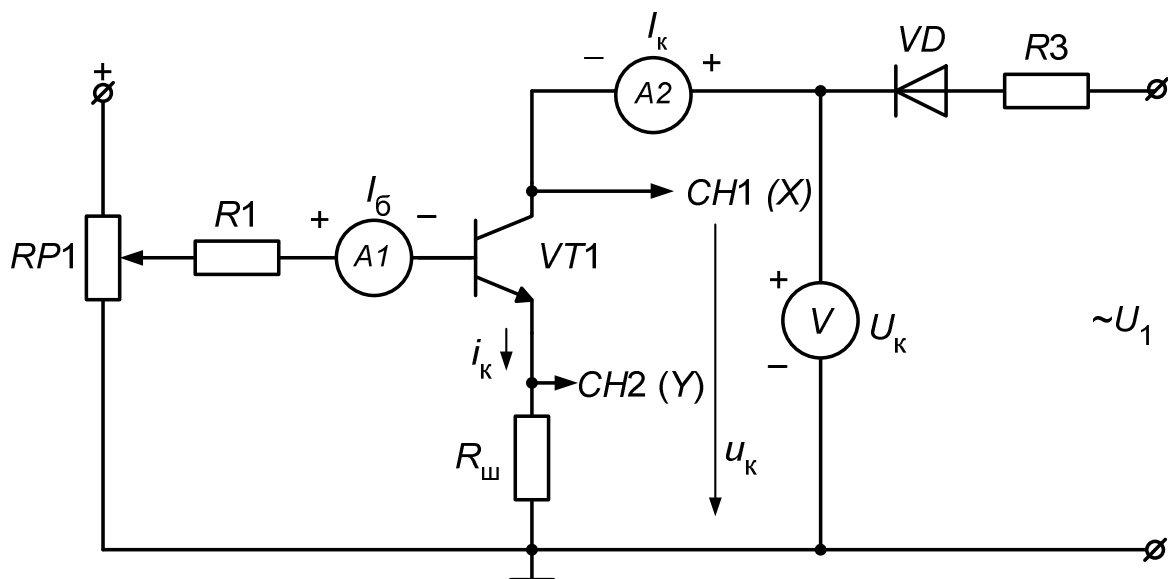 Iк
VD
R3
+
− A2 +
CH1 (X)
Iб
R1
+ A1 −
RP1
VT1
+
V
Uк
−
~U1
iк
CH2 (Y)
Rш
uк